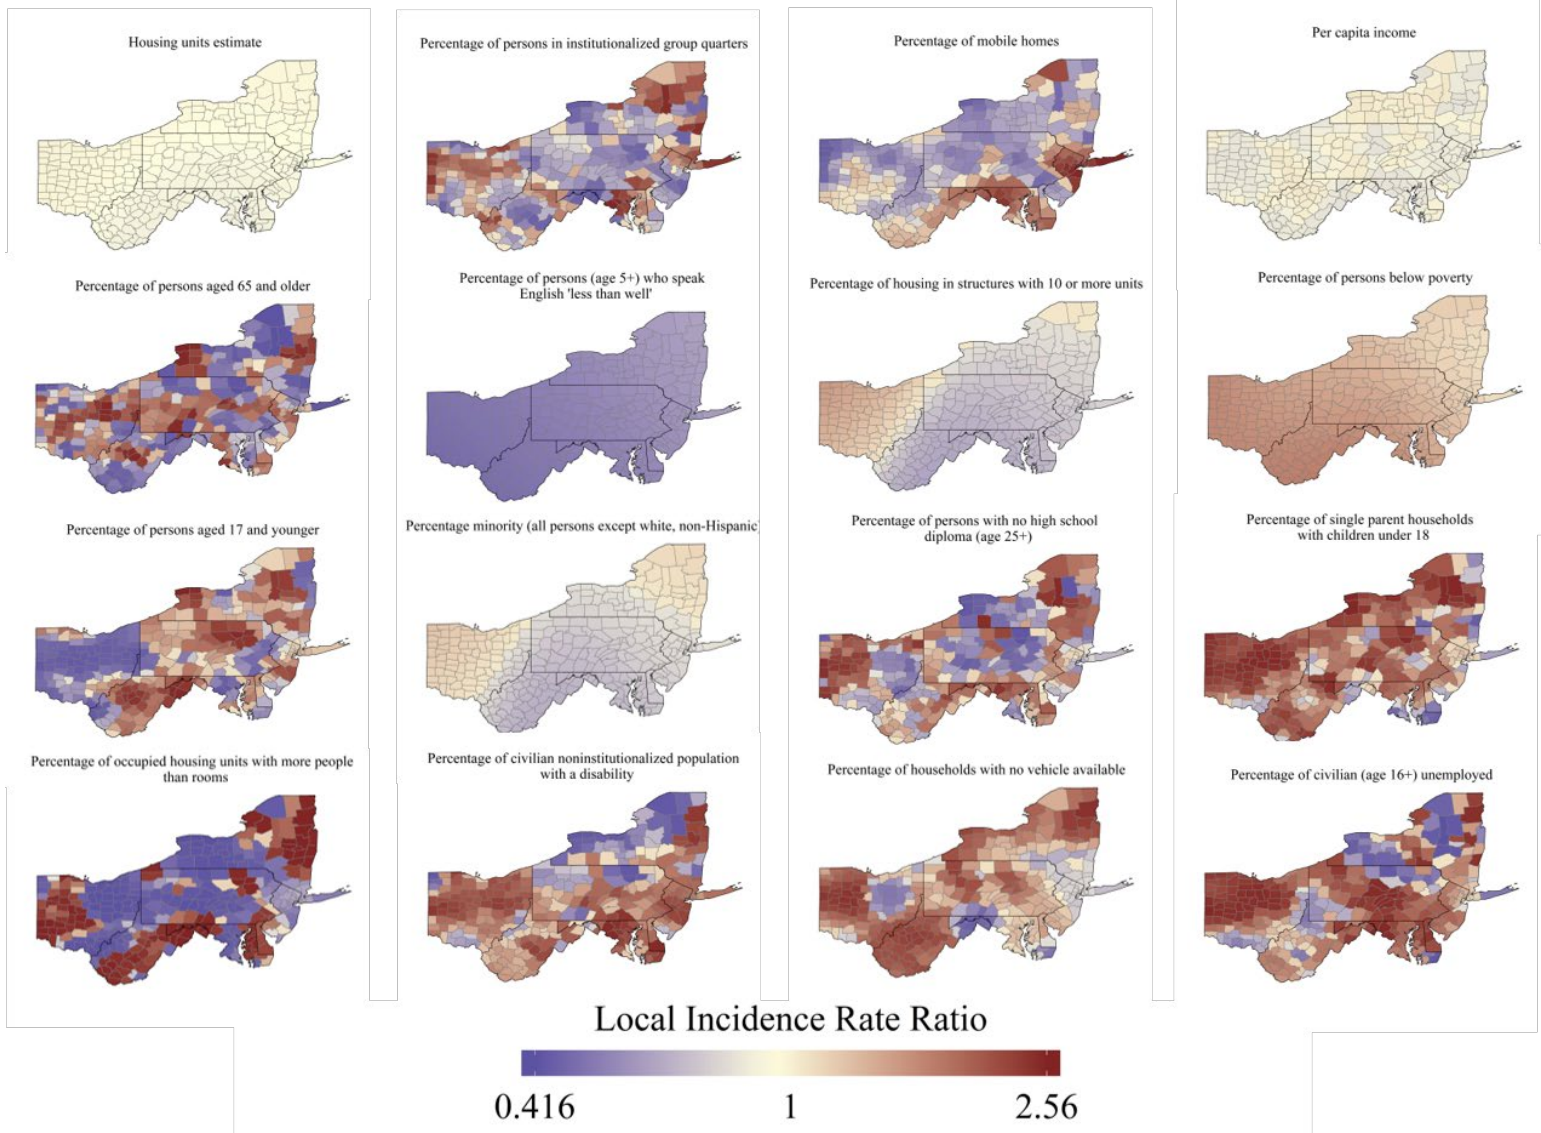 Housing units estimate
Percentage of persons in institutionalized group quarters
Percentage of mobile homes
Per capita income
Percentage of persons aged 65 and older
Percentage of persons (age 5+) who speak
English 'less than well'
Percentage of housing in structures with 10 or more units
Percentage of persons below poverty
Percentage of persons aged 17 and younger
Percentage minority (all persons except white, non-Hispanic)
Percentage of persons with no high school
diploma (age 25+)
Percentage of single parent households
with children under 18
Percentage of occupied housing units with more people
than rooms
Percentage of civilian noninstitutionalized population
with a disability
Percentage of households with no vehicle available
Percentage of civilian (age 16+) unemployed
Local Incidence Rate Ratio
0.416
1
2.56